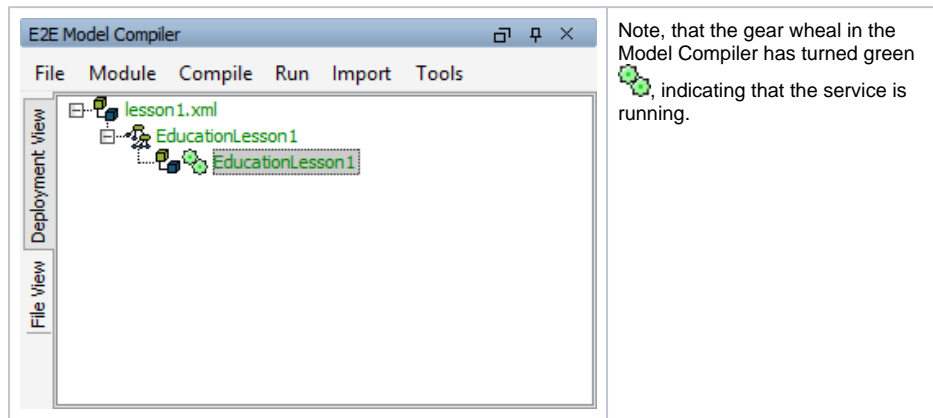 E2E Model Compiler
File Module Compile Run Import Tools
Deployment View
File View
lesson1.xml
EducationLesson1
EducationLesson1
Note, that the gear wheel in the
Model Compiler has turned green
, indicating that the service is
running.